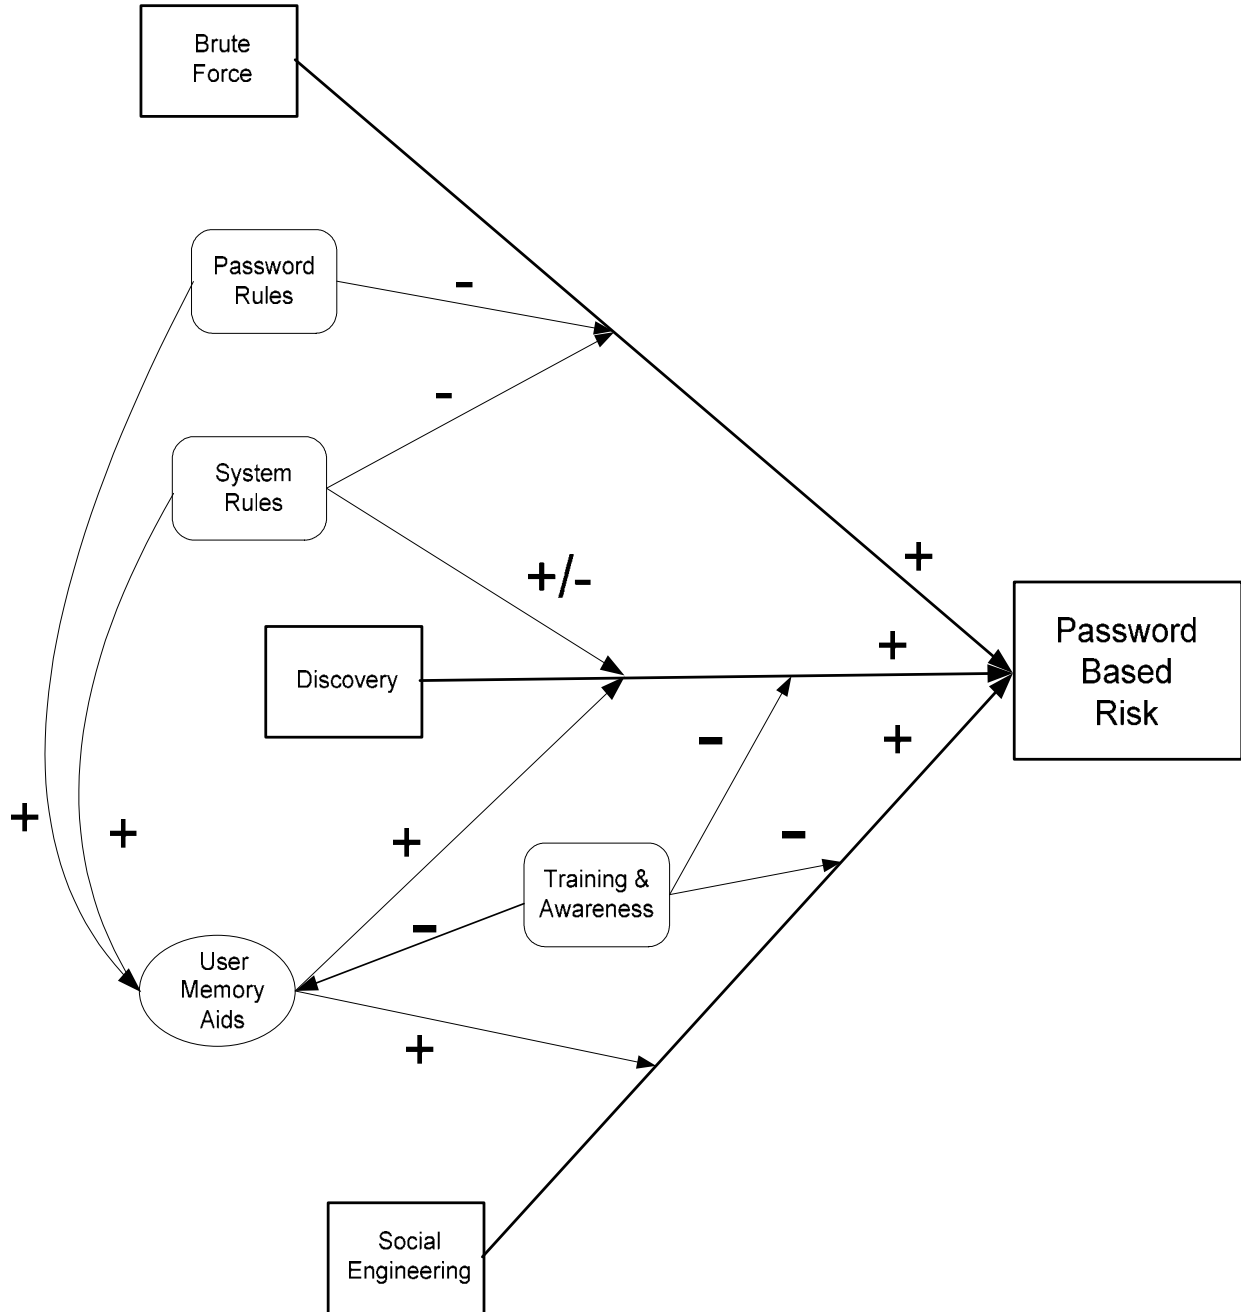 Brute
Force
Password
Rules
-
-
System
Rules
+
+/-
+
Password
Based
Risk
Discovery
-
+
+
+
+
-
Training &
Awareness
-
User
Memory
Aids
+
Social
Engineering